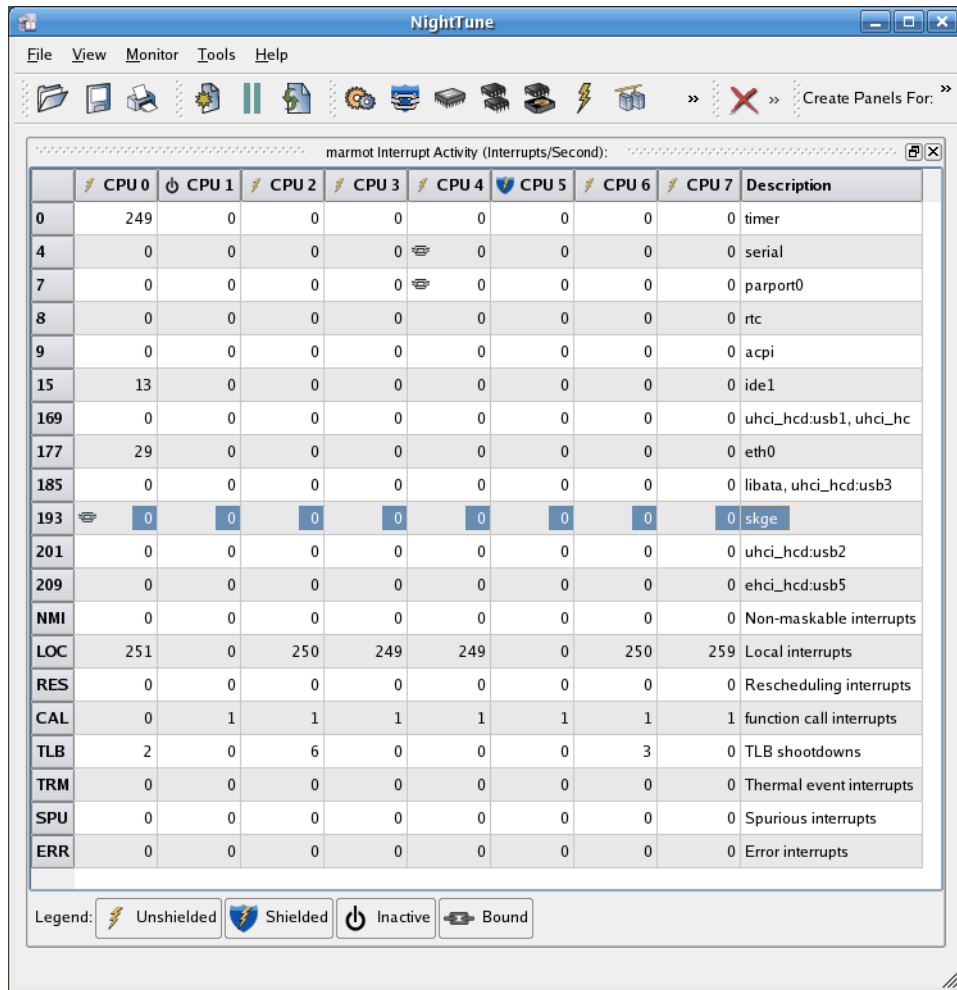 NightTune
File View Monitor Tools Help
» » Create Panels For: »
marmot Interrupt Activity (Interrupts/Second):
CPU 0 CPU 1 CPU 2 CPU 3 CPU 4 CPU 5 CPU 6 CPU 7 Description
0 249 0 0 0 0 0 0 0 timer
4 0 0 0 0 0 0 0 0 serial
7 0 0 0 0 0 0 0 0 parport0
8 0 0 0 0 0 0 0 0 rtc
9 0 0 0 0 0 0 0 0 acpi
15 13 0 0 0 0 0 0 0 ide1
169 0 0 0 0 0 0 0 0 uhci_hcd:usb1, uhci_hc
177 29 0 0 0 0 0 0 0 eth0
185 0 0 0 0 0 0 0 0 libata, uhci_hcd:usb3
193 0 0 0 0 0 0 0 0 skge
201 0 0 0 0 0 0 0 0 uhci_hcd:usb2
209 0 0 0 0 0 0 0 0 ehci_hcd:usb5
NMI 0 0 0 0 0 0 0 0 Non-maskable interrupts
LOC 251 0 250 249 249 0 250 259 Local interrupts
RES 0 0 0 0 0 0 0 0 Rescheduling interrupts
CAL 0 1 1 1 1 1 1 1 function call interrupts
TLB 2 0 6 0 0 0 3 0 TLB shootdowns
TRM 0 0 0 0 0 0 0 0 Thermal event interrupts
SPU 0 0 0 0 0 0 0 0 Spurious interrupts
ERR 0 0 0 0 0 0 0 0 Error interrupts
Legend: Unshielded Shielded Inactive Bound